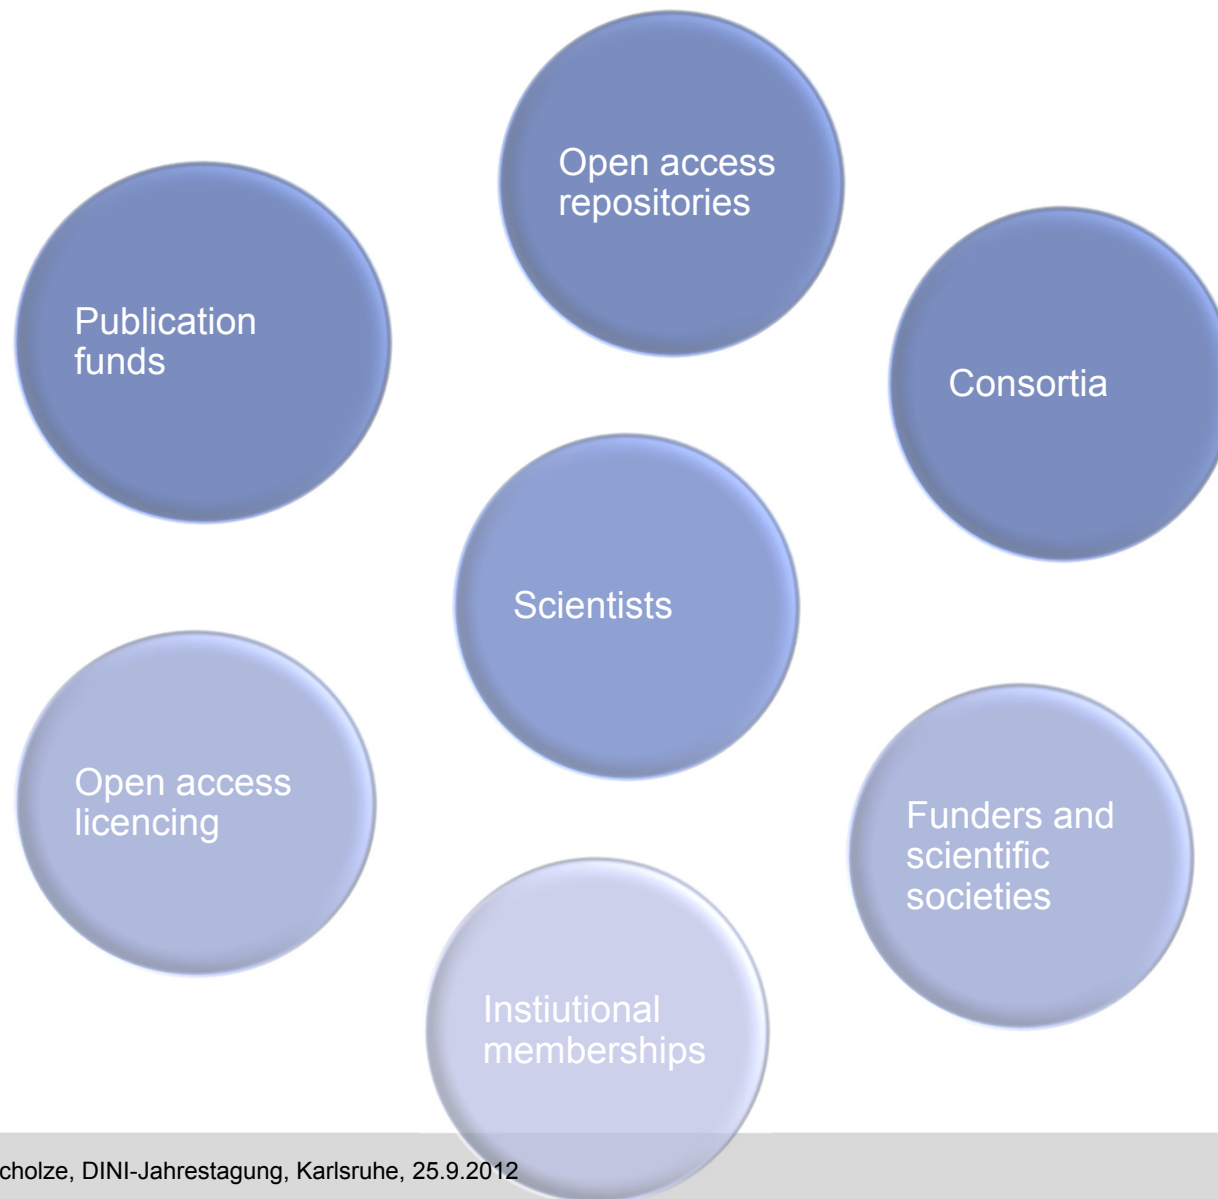 Open access
repositories
Publication
funds
Consortia
Scientists
Open access
licencing
Funders and
scientific
societies
Instiutional
memberships
cholze, DINI-Jahrestagung, Karlsruhe, 25.9.2012